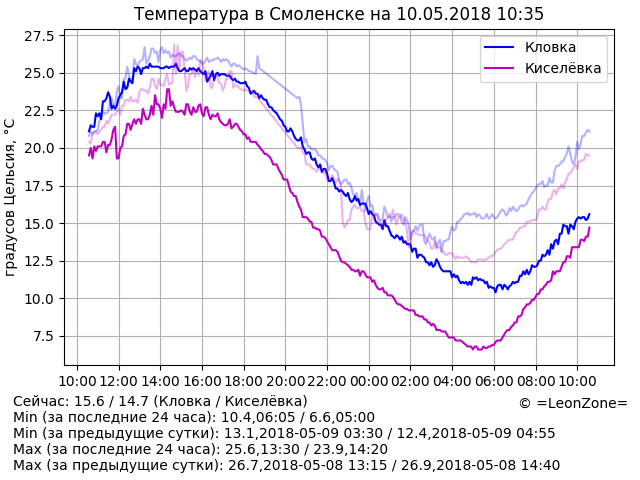 Температура в Смоленске на 10.05.2018 10:35
градусов Цельсия, °C
27.5
25.0
22.5
20.0
17.5
15.0
12.5
10.0
7.5
Кловка
Киселёвка
10:00 12:00 14:00 16:00 18:00 20:00 22:00 00:00 02:00 04:00 06:00 08:00 10:00
Сейчас: 15.6 / 14.7 (Кловка / Киселёвка)
© =LeonZone=
Min (за последние 24 часа): 10.4,06:05 / 6.6,05:00
Min (за предыдущие сутки): 13.1,2018-05-09 03:30 / 12.4,2018-05-09 04:55
Max (за последние 24 часа): 25.6,13:30 / 23.9,14:20
Max (за предыдущие сутки): 26.7,2018-05-08 13:15 / 26.9,2018-05-08 14:40